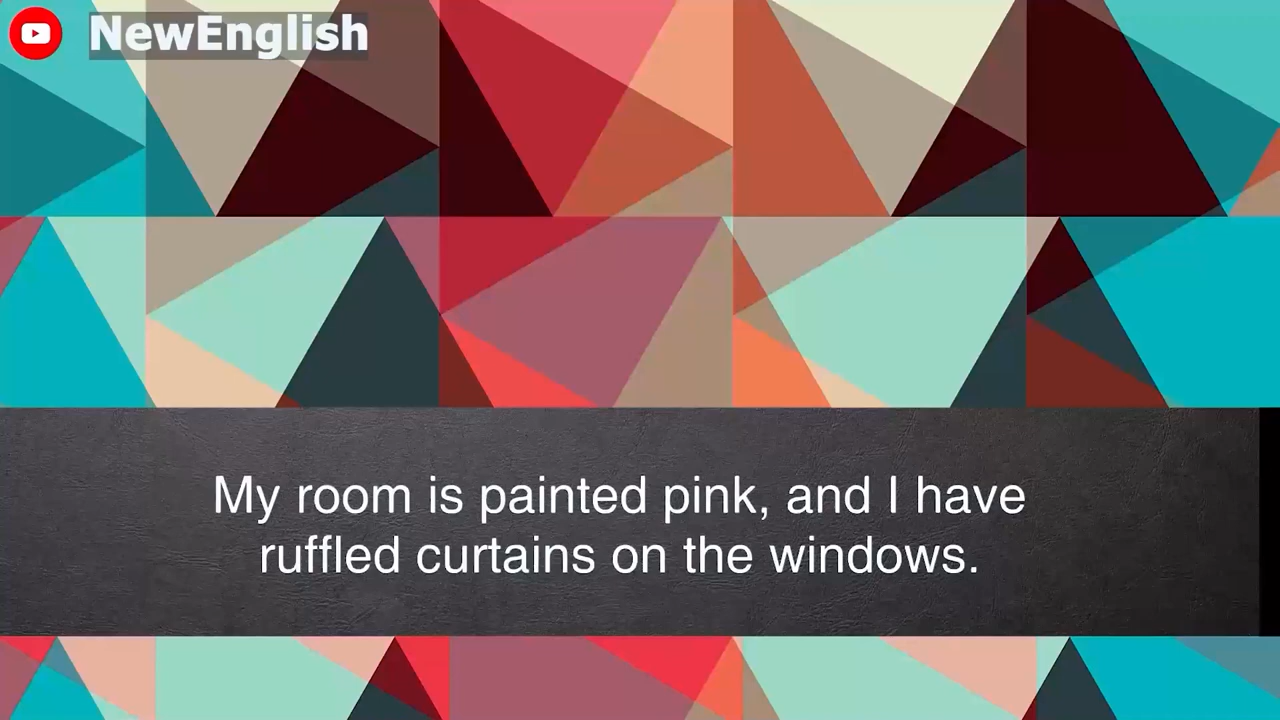 NewEnglish
My room is painted pink, and I have
ruffled curtains on the windows.